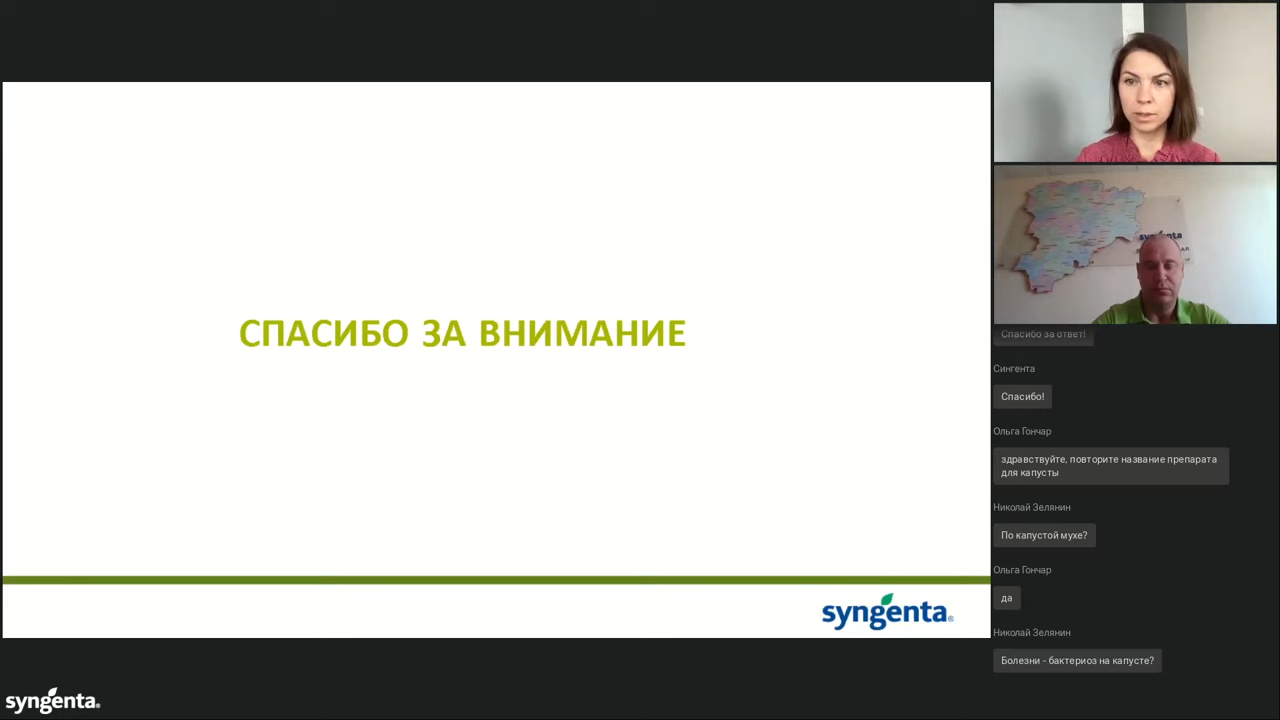 СПАСИБО ЗА ВНИМАНИЕ
syngenta®
syngenta®
syngenta
Спасибо за ответ!
Сингента
Спасибо!
Ольга Гончар
здравствуйте, повторите название препарата
для капусты
Николай Зелянин
По капустой мухе?
Ольга Гончар
да
Николай Зелянин
Болезни - бактериоз на капусте?